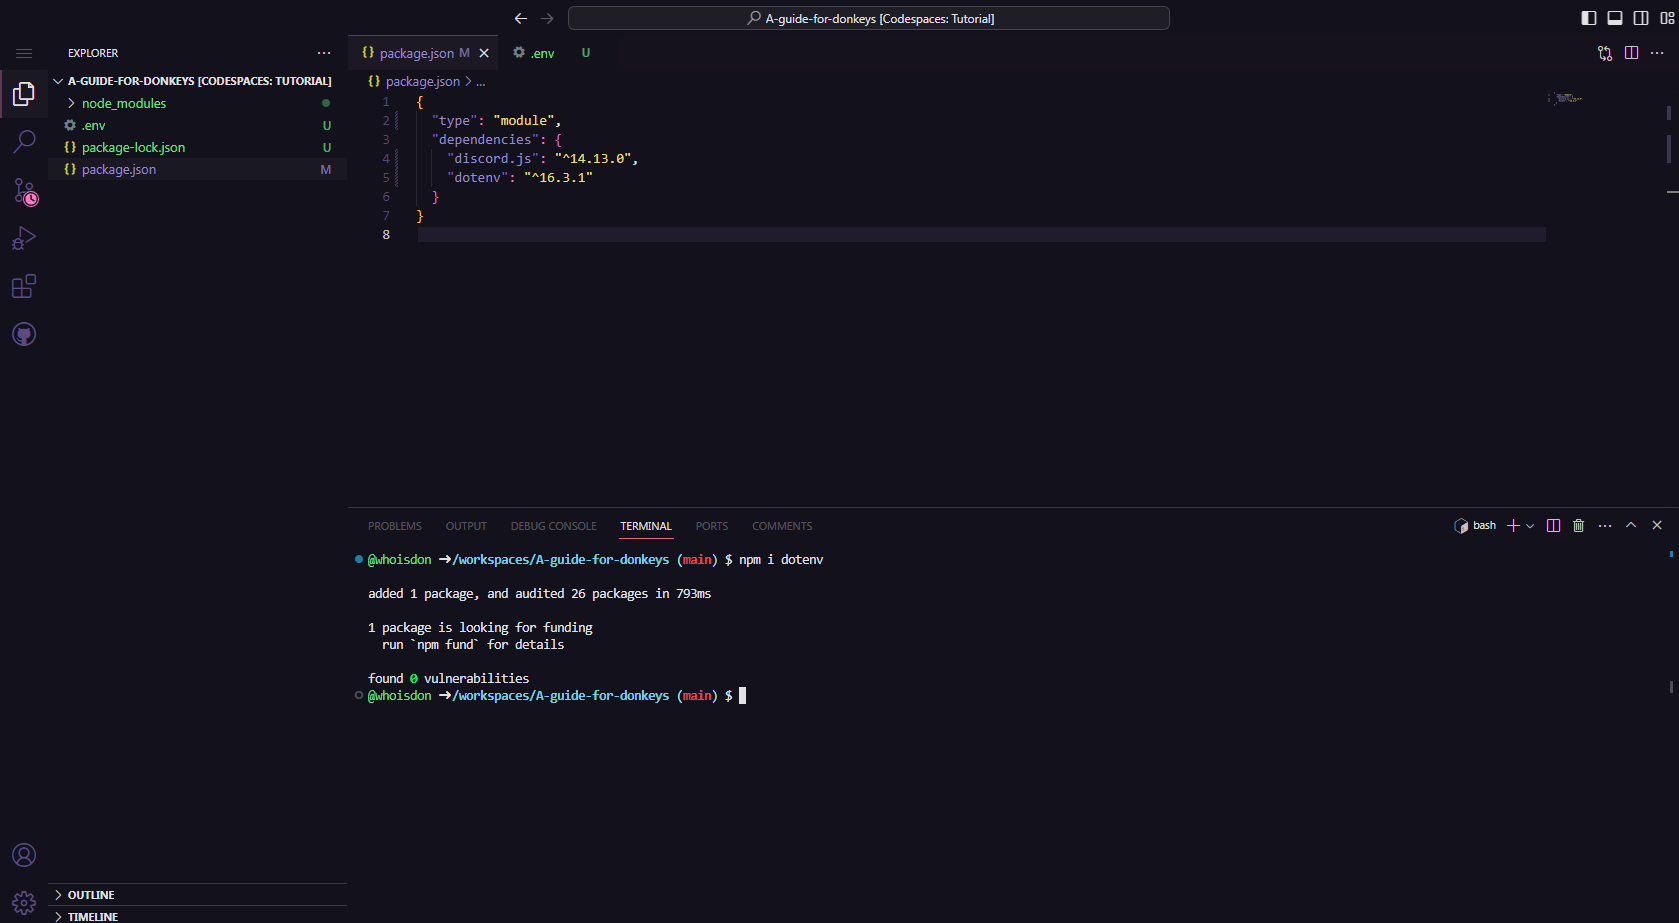 A-guide-for-donkeys [Codespaces: Tutorial]
EXPLORER
A-GUIDE-FOR-DONKEYS [CODESPACES: TUTORIAL]
node_modules
.env U
package-lock.json U
package.json M
package.json M
.env U
package.json > ...
1 {
2 "type": "module",
3 "dependencies": {
4 "discord.js": "^14.13.0",
5 "dotenv": "^16.3.1"
6 }
7 }
8
PROBLEMS OUTPUT DEBUG CONSOLE TERMINAL PORTS COMMENTS
bash
@whoisdon ➜/workspaces/A-guide-for-donkeys (main) $ npm i dotenv
added 1 package, and audited 26 packages in 793ms
1 package is looking for funding
run `npm fund` for details
found 0 vulnerabilities
@whoisdon ➜/workspaces/A-guide-for-donkeys (main) $
OUTLINE
TIMELINE